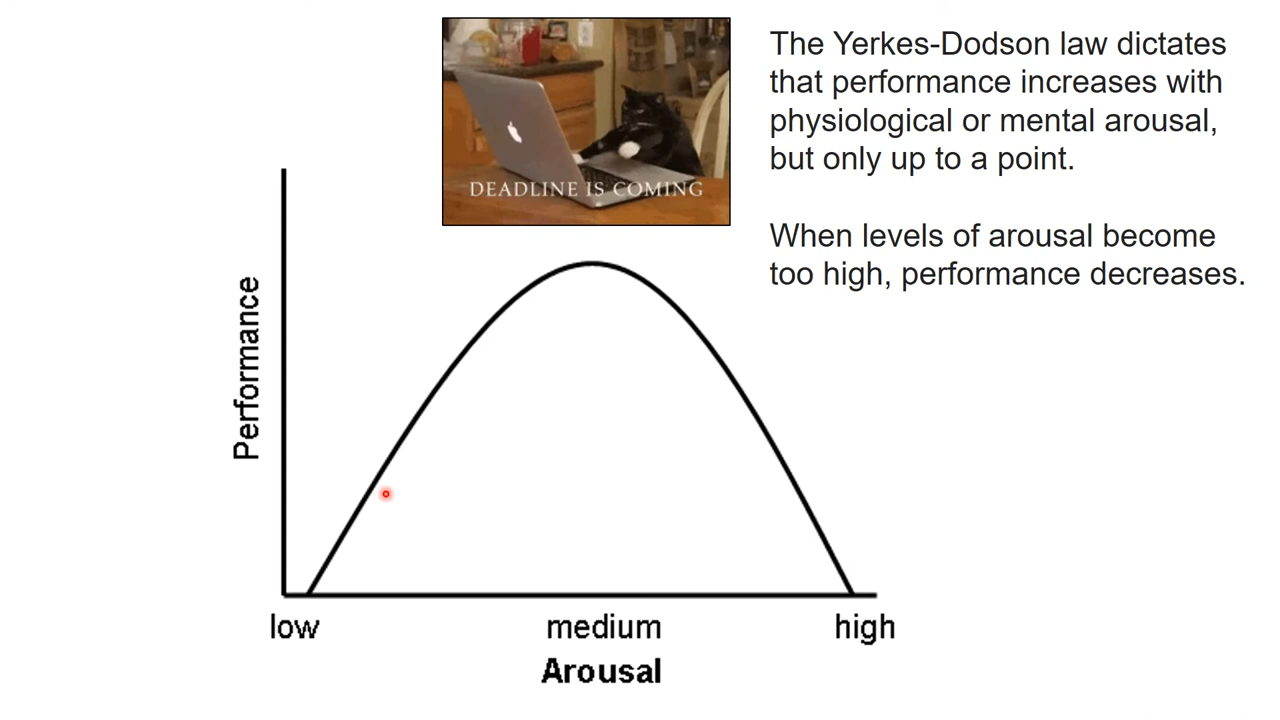 The Yerkes-Dodson law dictates
that performance increases with
physiological or mental arousal,
but only up to a point.
When levels of arousal become
too high, performance decreases.
DEADLINE IS COMING
Performance
low medium high
Arousal